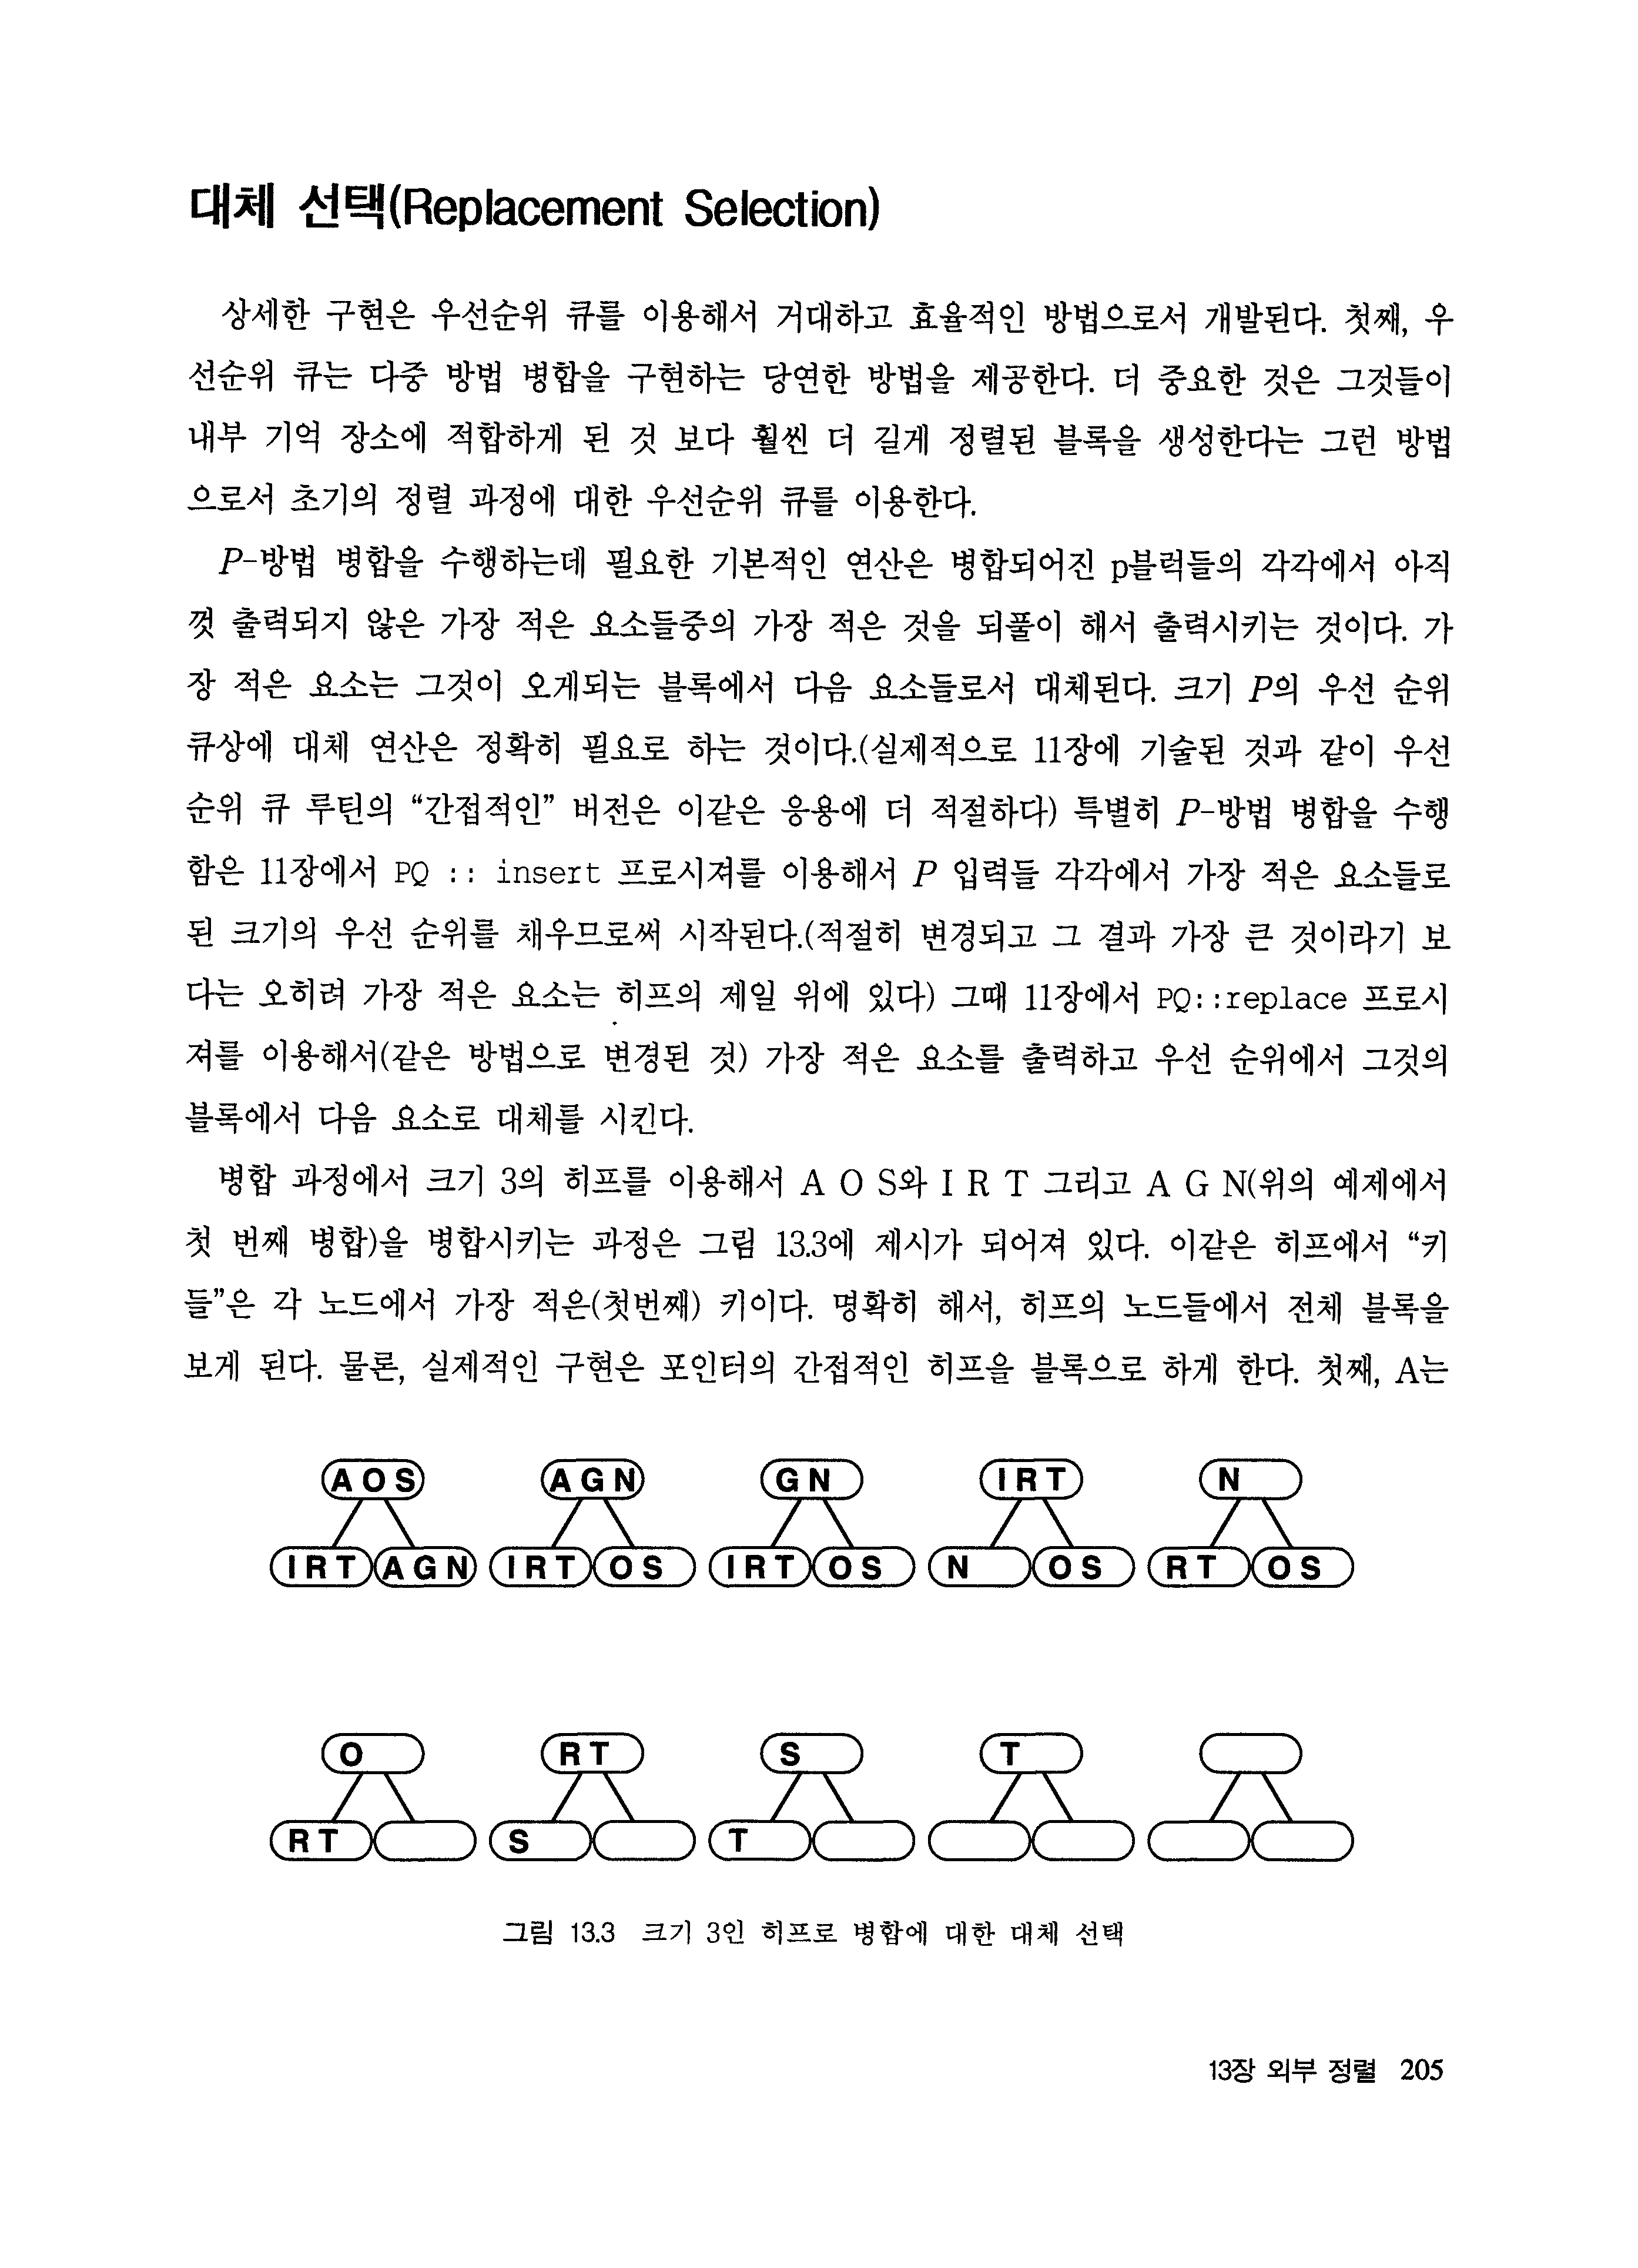 대체 선택(Replacement Selection)
상세한 구현은 우선순위 큐를 이용해서 거대하고 효율적인 방법으로서 개발된다. 첫째, 우
선순위 큐는 다중 방법 병합을 구현하는 당연한 방법을 제공한다. 더 중요한 것은 그것들이
내부 기억 장소에 적합하게 된 것 보다 훨씬 더 길게 정렬된 블록을 생성한다는 그런 방법
으로서 초기의 정렬 과정에 대한 우선순위 큐를 이용한다.
P-방법 병합을 수행하는데 필요한 기본적인 연산은 병합되어진 p블럭들의 각각에서 아직
껏 출력되지 않은 가장 적은 요소들중의 가장 적은 것을 되풀이 해서 출력시키는 것이다. 가
장 적은 요소는 그것이 오게되는 블록에서 다음 요소들로서 대체된다. 크기 P의 우선 순위
큐상에 대체 연산은 정확히 필요로 하는 것이다.(실제적으로 11장에 기술된 것과 같이 우선
순위 큐 루틴의 “간접적인” 버전은 이같은 응용에 더 적절하다) 특별히 P-방법 병합을 수행
함은 11장에서 PQ :: insert 프로시져를 이용해서 P 입력들 각각에서 가장 적은 요소들로
된 크기의 우선 순위를 채우므로써 시작된다.(적절히 변경되고 그 결과 가장 큰 것이라기 보
다는 오히려 가장 적은 요소는 히프의 제일 위에 있다) 그때 11장에서 PQ::replace 프로시
져를 이용해서(같은 방법으로 변경된 것) 가장 적은 요소를 출력하고 우선 순위에서 그것의
블록에서 다음 요소로 대체를 시킨다.
병합 과정에서 크기 3의 히프를 이용해서 A O S와 I R T 그리고 A G N(위의 예제에서
첫 번째 병합)을 병합시키는 과정은 그림 13.3에 제시가 되어져 있다. 이같은 히프에서 “키
들”은 각 노드에서 가장 적은(첫번째) 키이다. 명확히 해서, 히프의 노드들에서 전체 블록을
보게 된다. 물론, 실제적인 구현은 포인터의 간접적인 히프을 블록으로 하게 한다. 첫째, A는
A O S A G N G N I R T N
I R T A G N I R T O S I R T O S N O S R T O S
O R T S T
R T S T
그림 13.3 크기 3인 히프로 병합에 대한 대체 선택
13장 외부 정렬 205